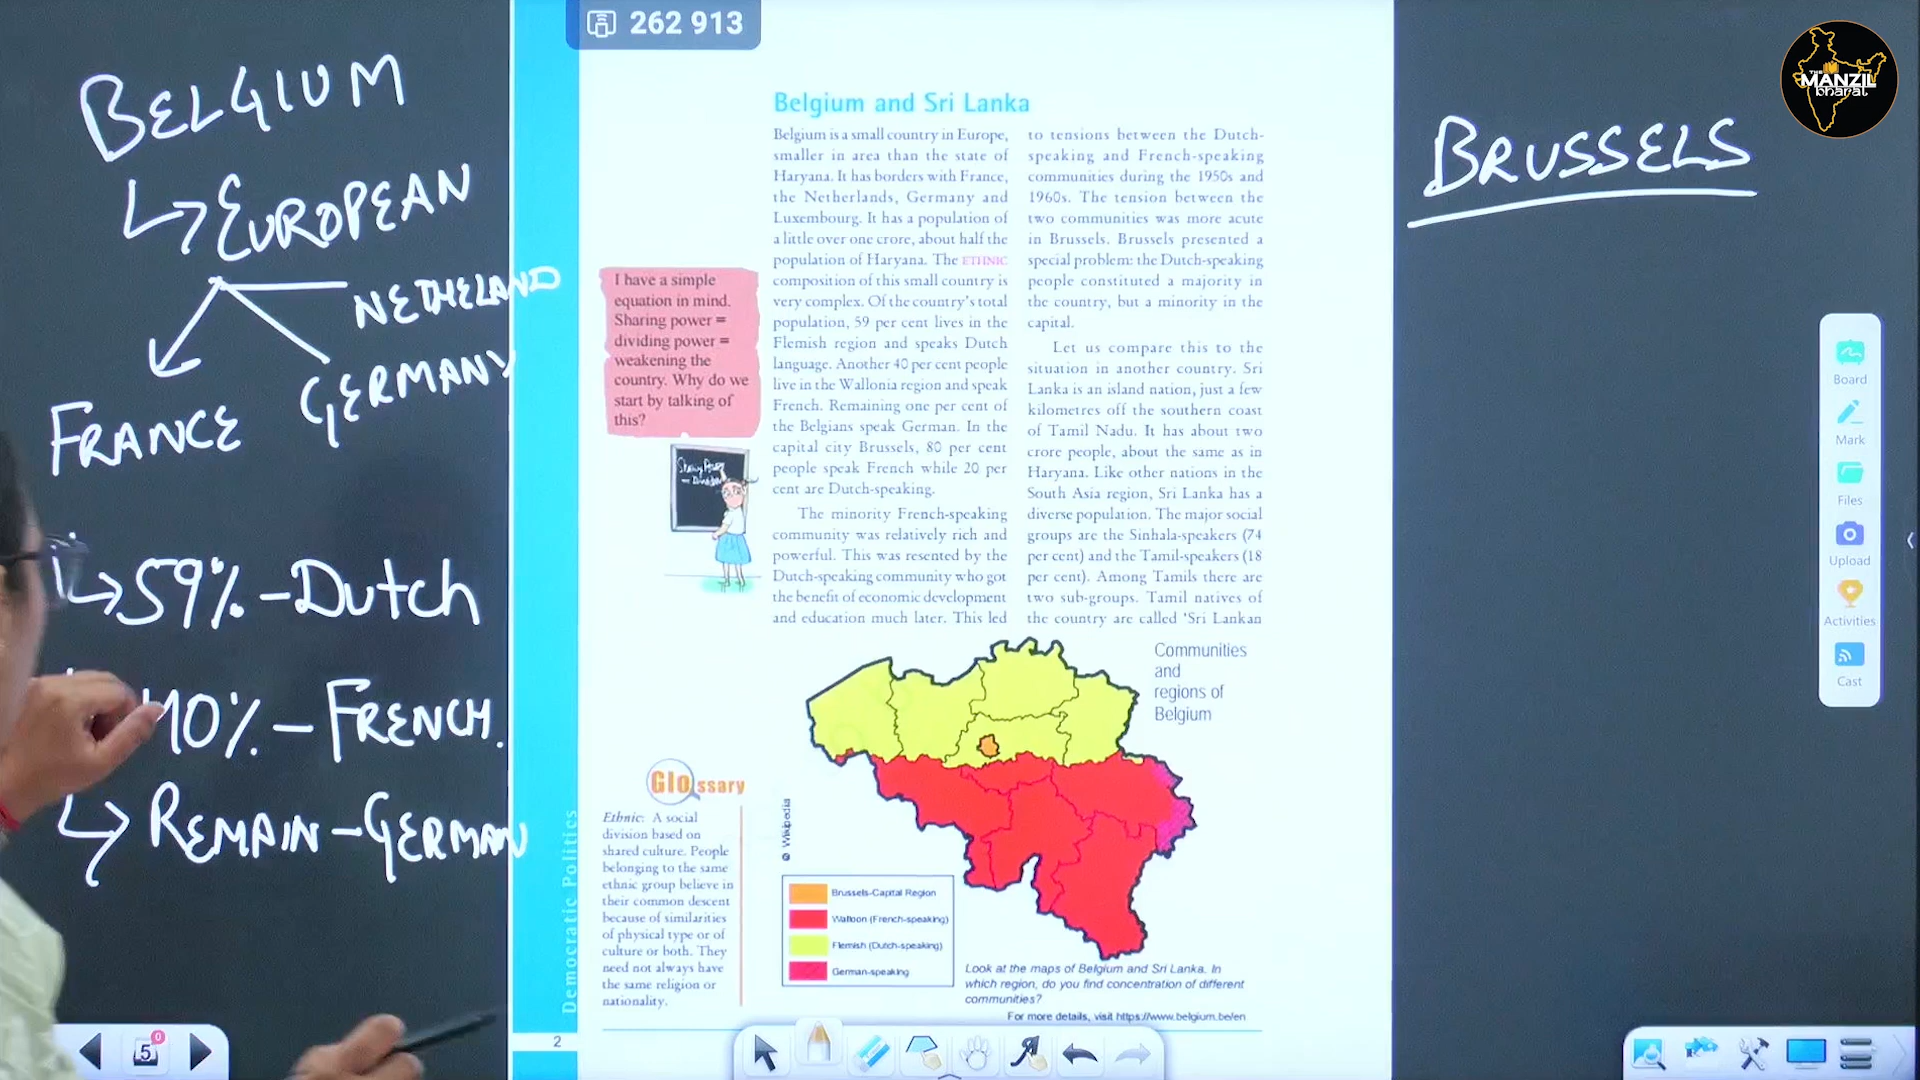 262 913
THE
MANZIL
bharat
BELGIUM
↳ EUROPEAN
NETHELAND
GERMANY
FRANCE
↳ 59% - Dutch
40% - FRENCH.
↳ REMAIN - GERMAN
BRUSSELS
Belgium and Sri Lanka
Belgium is a small country in Europe,
smaller in area than the state of
Haryana. It has borders with France,
the Netherlands, Germany and
Luxembourg. It has a population of
a little over one crore, about half the
population of Haryana. The ETHNIC
composition of this small country is
very complex. Of the country's total
population, 59 per cent lives in the
Flemish region and speaks Dutch
language. Another 40 per cent people
live in the Wallonia region and speak
French. Remaining one per cent of
the Belgians speak German. In the
capital city Brussels, 80 per cent
people speak French while 20 per
cent are Dutch-speaking.
The minority French-speaking
community was relatively rich and
powerful. This was resented by the
Dutch-speaking community who got
the benefit of economic development
and education much later. This led
to tensions between the Dutch-
speaking and French-speaking
communities during the 1950s and
1960s. The tension between the
two communities was more acute
in Brussels. Brussels presented a
special problem: the Dutch-speaking
people constituted a majority in
the country, but a minority in the
capital.
Let us compare this to the
situation in another country. Sri
Lanka is an island nation, just a few
kilometres off the southern coast
of Tamil Nadu. It has about two
crore people, about the same as in
Haryana. Like other nations in the
South Asia region, Sri Lanka has a
diverse population. The major social
groups are the Sinhala-speakers (74
per cent) and the Tamil-speakers (18
per cent). Among Tamils there are
two sub-groups. Tamil natives of
the country are called 'Sri Lankan
I have a simple
equation in mind.
Sharing power =
dividing power =
weakening the
country. Why do we
start by talking of
this?
Communities
and
regions of
Belgium
Glossary
Ethnic: A social
division based on
shared culture. People
belonging to the same
ethnic group believe in
their common descent
because of similarities
of physical type or of
culture or both. They
need not always have
the same religion or
nationality.
© Wikipedia
Brussels-Capital Region
Walloon (French-speaking)
Flemish (Dutch-speaking)
German-speaking
Look at the maps of Belgium and Sri Lanka. In
which region, do you find concentration of different
communities?
For more details, visit https://www.belgium.be/en
Democratic Politics
2
Board
Mark
Files
Upload
Activities
Cast
5
0